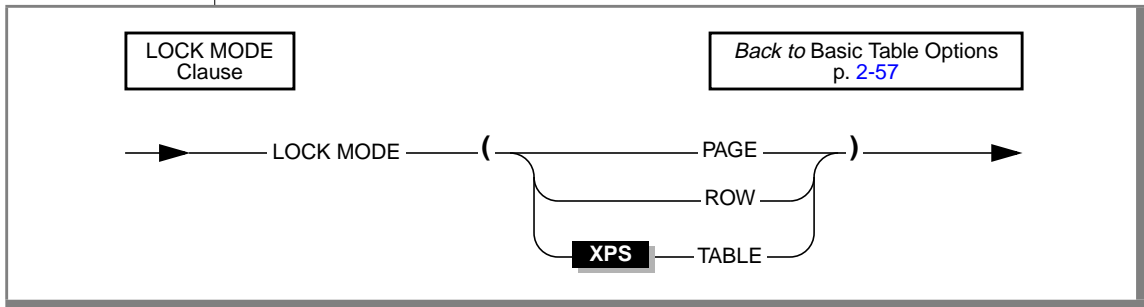 LOCK MODE
Clause
Back to Basic Table Options
p. 2-57
LOCK MODE ( PAGE )
ROW
XPS TABLE